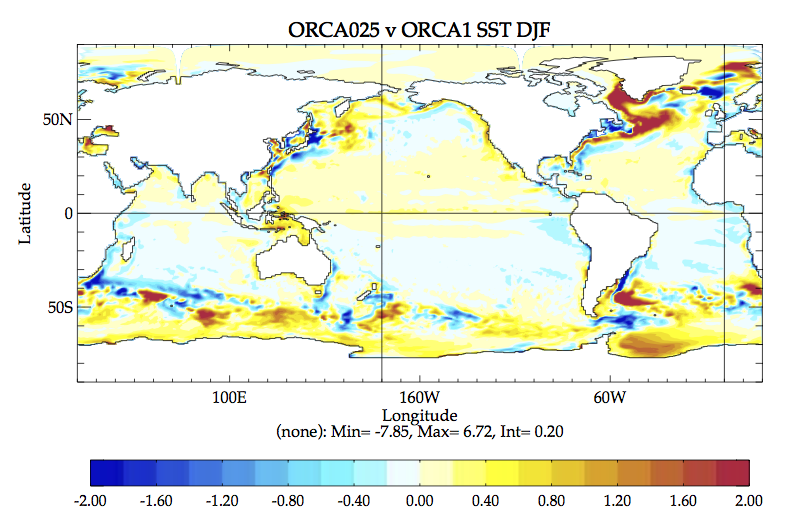 ORCA025 v ORCA1 SST DJF
50N
0
50S
Latitude
100E 160W 60W
Longitude
(none): Min= -7.85, Max= 6.72, Int= 0.20
-2.00 -1.60 -1.20 -0.80 -0.40 0.00 0.40 0.80 1.20 1.60 2.00